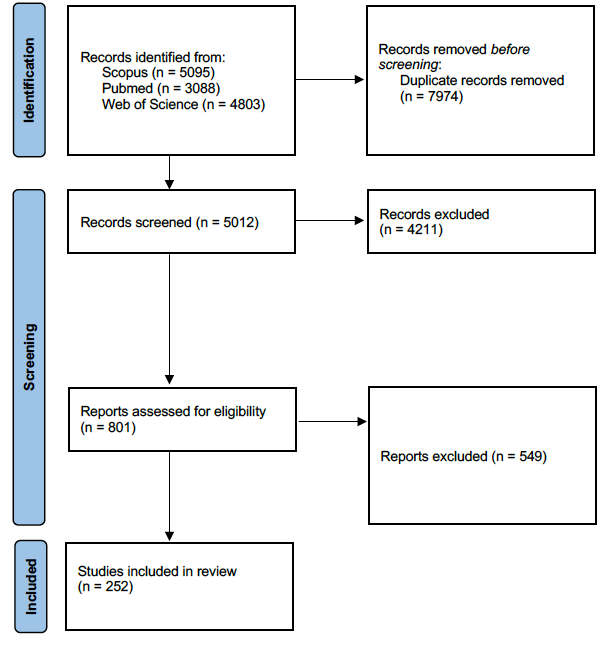 Identification
Records identified from:
Scopus (n = 5095)
Pubmed (n = 3088)
Web of Science (n = 4803)
Records removed before
screening:
Duplicate records removed
(n = 7974)
Screening
Records screened (n = 5012)
Records excluded
(n = 4211)
Reports assessed for eligibility
(n = 801)
Reports excluded (n = 549)
Included
Studies included in review
(n = 252)